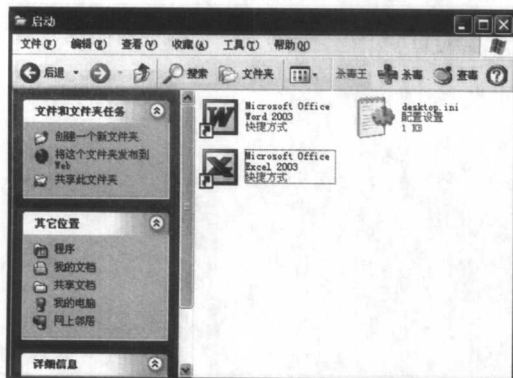 启动
文件(F) 编辑(E) 查看(V) 收藏(A) 工具(T) 帮助(H)
后退 搜索 文件夹 杀毒王 杀毒 查毒
文件和文件夹任务
创建一个新文件夹
将这个文件夹发布到
Web
共享此文件夹
其它位置
程序
我的文档
共享文档
我的电脑
网上邻居
详细信息
Microsoft Office
Word 2003
快捷方式
desktop.ini
配置设置
1 KB
Microsoft Office
Excel 2003
快捷方式